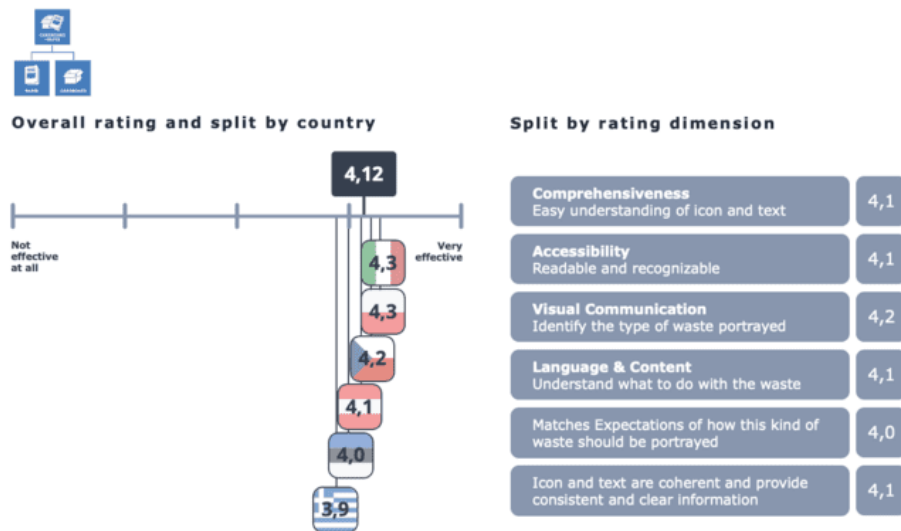 Overall rating and split by country
4,12
Not
effective
at all
Very
effective
4,3
4,3
4,2
4,1
4,0
3,9
Split by rating dimension
Comprehensiveness
Easy understanding of icon and text
4,1
Accessibility
Readable and recognizable
4,1
Visual Communication
Identify the type of waste portrayed
4,2
Language & Content
Understand what to do with the waste
4,1
Matches Expectations of how this kind of
waste should be portrayed
4,0
Icon and text are coherent and provide
consistent and clear information
4,1